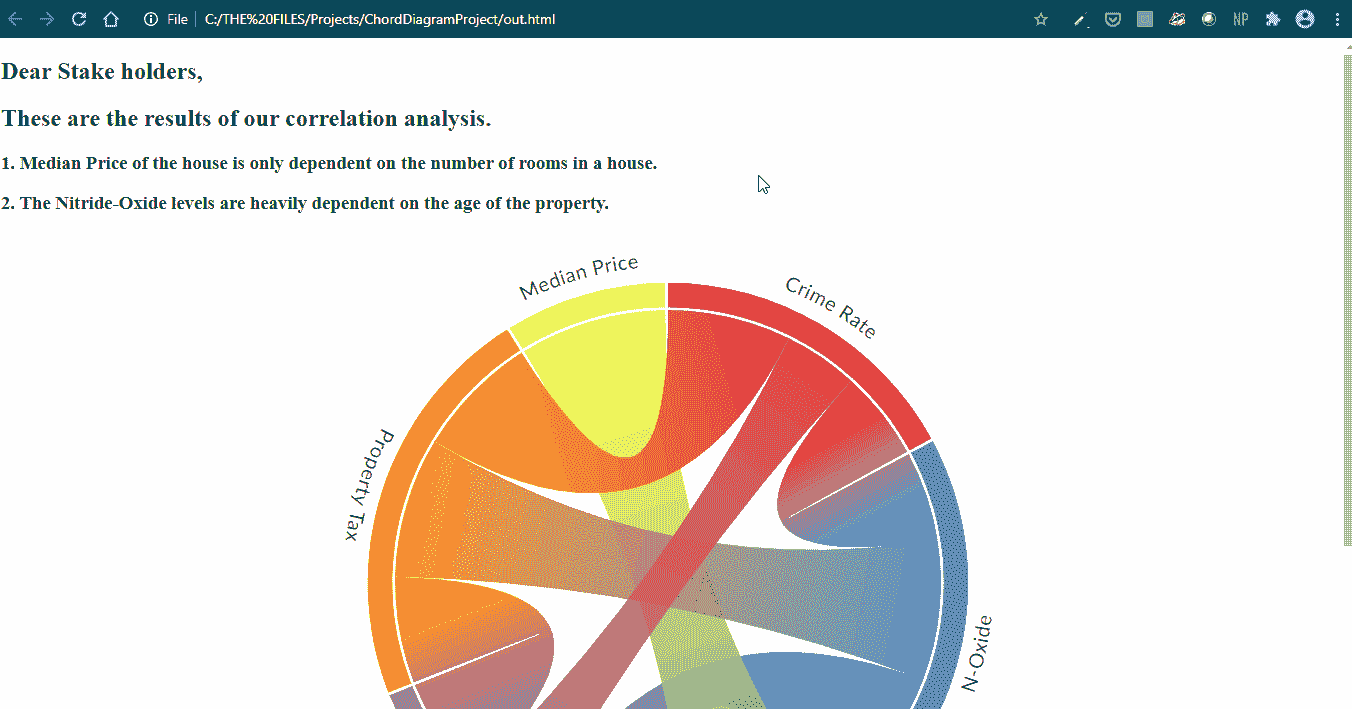 File
C:/THE%20FILES/Projects/ChordDiagramProject/out.html
NP
Dear Stake holders,
These are the results of our correlation analysis.
1. Median Price of the house is only dependent on the number of rooms in a house.
2. The Nitride-Oxide levels are heavily dependent on the age of the property.
Median Price
Crime Rate
Property Tax
N-Oxide